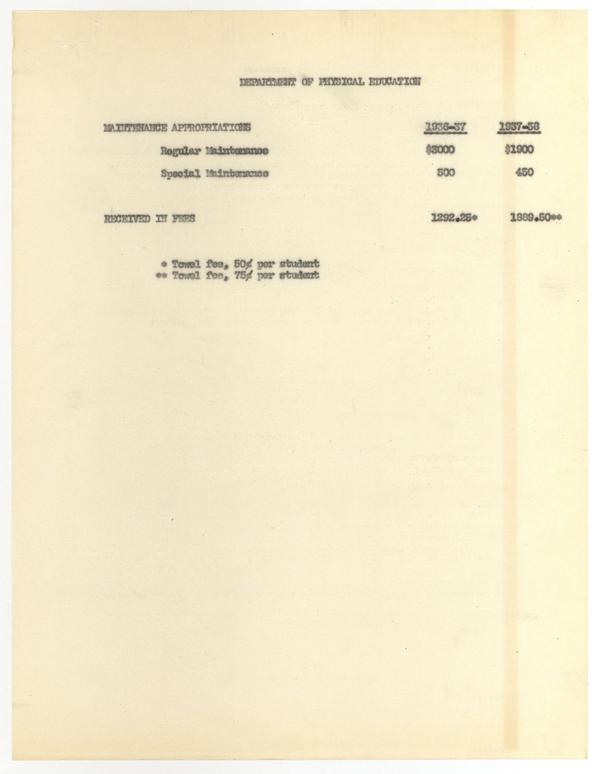 DEPARTMENT OF PHYSICAL EDUCATION
MAINTENANCE APPROPRIATIONS 1936-37 1937-38
Regular Maintenance $3000 $1900
Special Maintenance 500 450
RECEIVED IN FEES 1292.25* 1889.50**
* Towel fee, 50¢ per student
** Towel fee, 75¢ per student